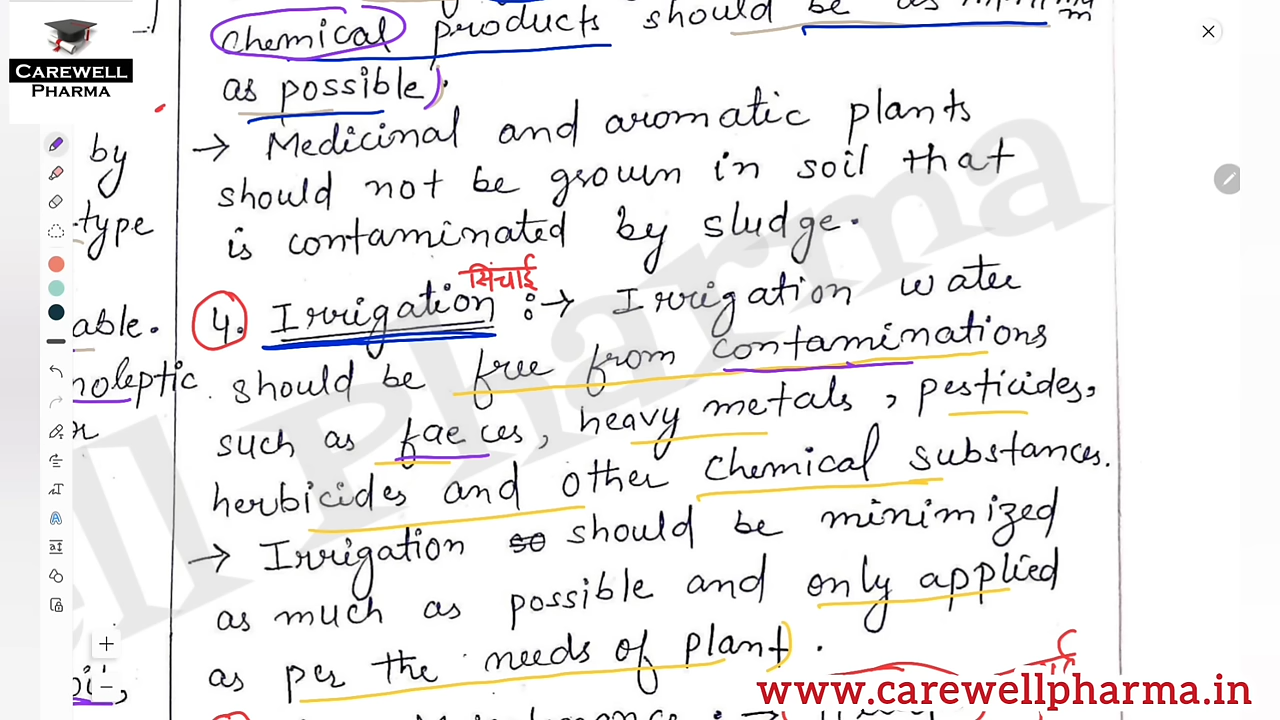 CAREWELL
PHARMA
chemical products should be as
as possible).
→ Medicinal and aromatic plants
should not be grown in soil that
is contaminated by sludge.
सिंचाई
4. Irrigation :→ Irrigation water
should be free from contaminations
such as faeces, heavy metals, pesticides,
herbicides and other chemical substances.
→ Irrigation so should be minimized
as much as possible and only applied
as per the needs of plant).
by
type
able.
noleptic
www.carewellpharma.in